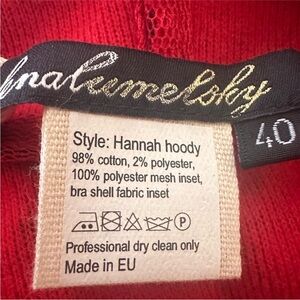 40
Style: Hannah hoody
98% cotton, 2% polyester,
100% polyester mesh inset,
bra shell fabric inset
P
Professional dry clean only
Made in EU